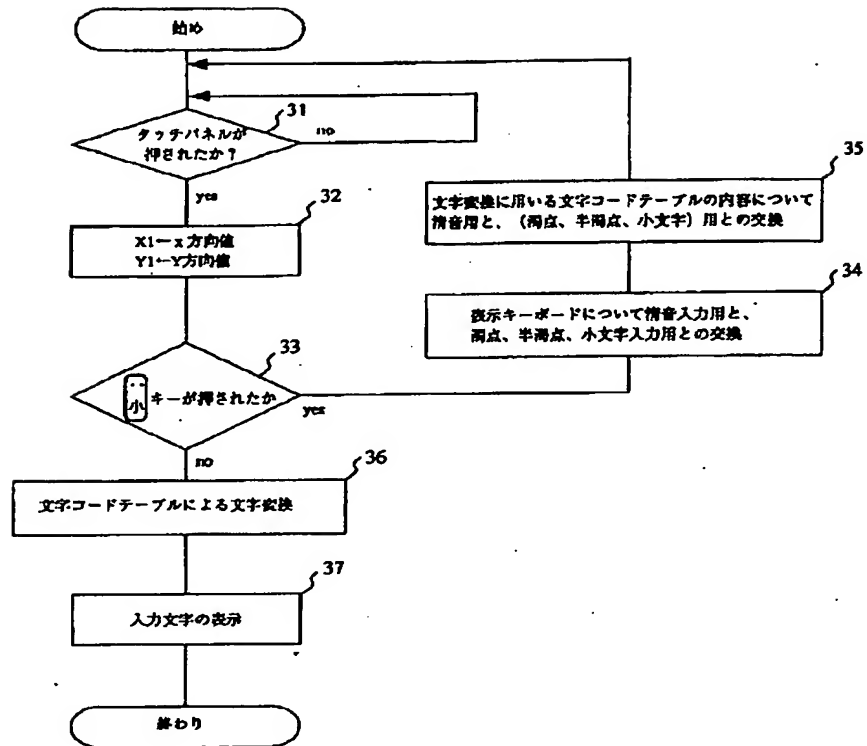 始め
31
タッチパネルが
押されたか?
no
yes
32
X1←x方向値
Y1←Y方向値
33
小 キーが押されたか
yes
no
34
表示キーボードについて清音入力用と、
濁点、半濁点、小文字入力用との交換
35
文字変換に用いる文字コードテーブルの内容について
清音用と、(濁点、半濁点、小文字)用との交換
36
文字コードテーブルによる文字変換
37
入力文字の表示
終わり